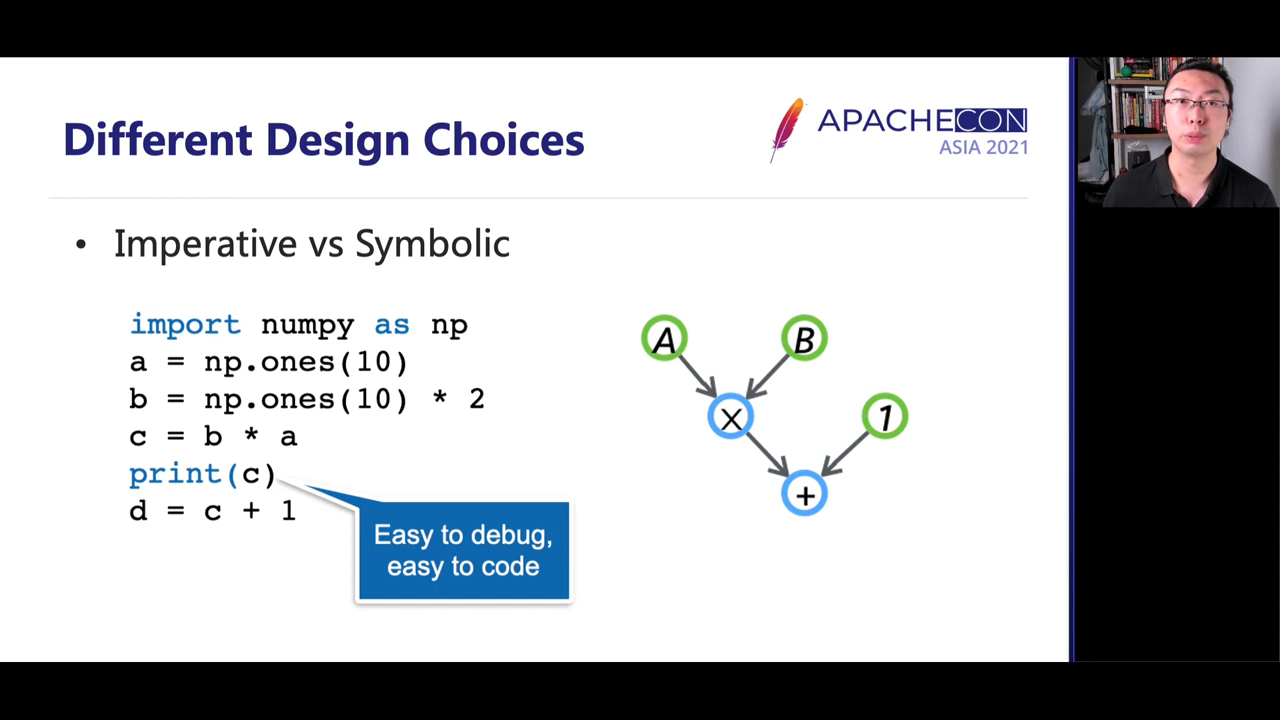 Different Design Choices
APACHECON
ASIA 2021
• Imperative vs Symbolic
import numpy as np
a = np.ones(10)
b = np.ones(10) * 2
c = b * a
print(c)
d = c + 1
Easy to debug,
easy to code
A
B
X
1
+